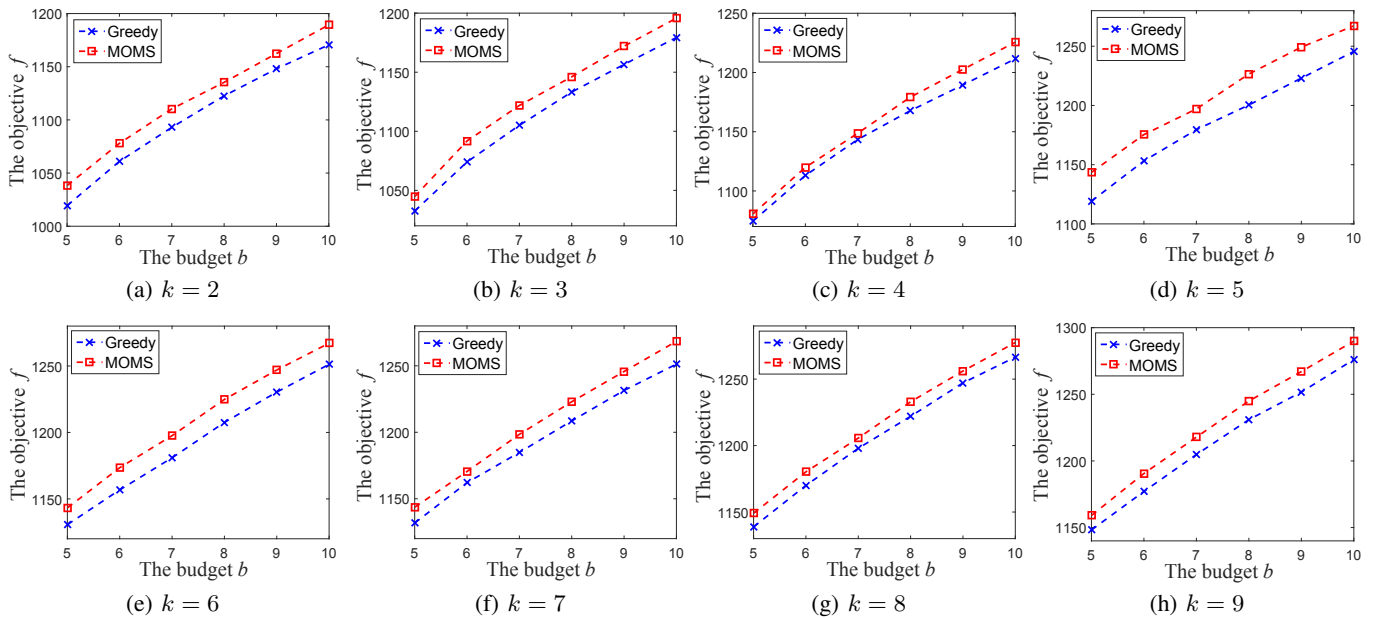 1200
1150
1100
1050
1000
The objective f
Greedy
MOMS
5 6 7 8 9 10
The budget b
(a) k = 2
1200
1150
1100
1050
The objective f
Greedy
MOMS
5 6 7 8 9 10
The budget b
(b) k = 3
1250
1200
1150
1100
The objective f
Greedy
MOMS
5 6 7 8 9 10
The budget b
(c) k = 4
1250
1200
1150
1100
The objective f
Greedy
MOMS
5 6 7 8 9 10
The budget b
(d) k = 5
1250
1200
1150
The objective f
Greedy
MOMS
5 6 7 8 9 10
The budget b
(e) k = 6
1250
1200
1150
The objective f
Greedy
MOMS
5 6 7 8 9 10
The budget b
(f) k = 7
1250
1200
1150
The objective f
Greedy
MOMS
5 6 7 8 9 10
The budget b
(g) k = 8
1300
1250
1200
1150
The objective f
Greedy
MOMS
5 6 7 8 9 10
The budget b
(h) k = 9